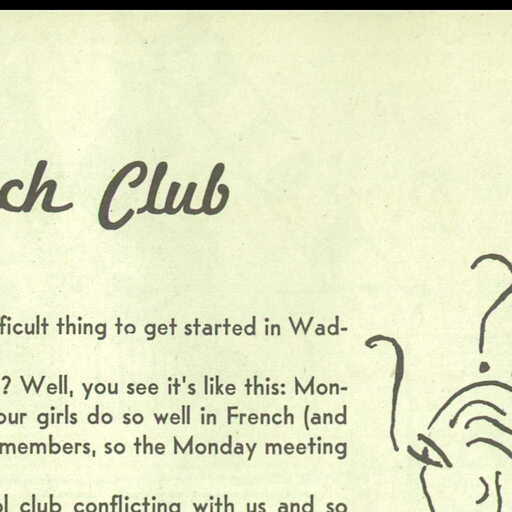 ch Club
ficult thing to get started in Wad-
? Well, you see it's like this: Mon-
our girls do so well in French (and
members, so the Monday meeting
ol club conflicting with us and so
?